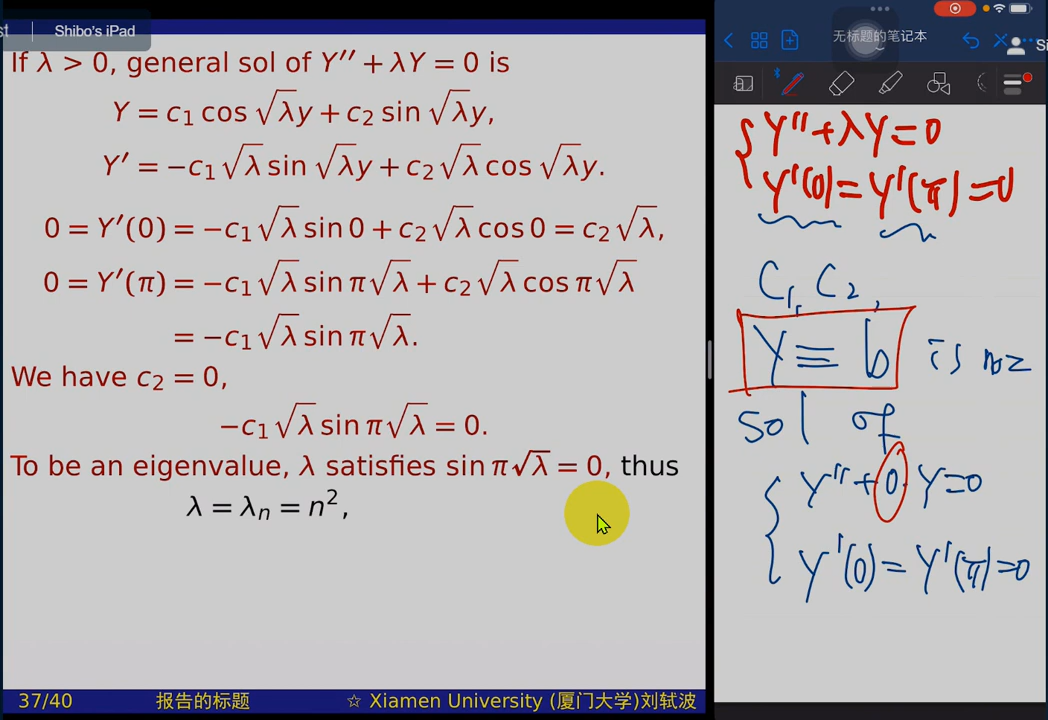 st
Shibo's iPad
If λ > 0, general sol of Y″ + λY = 0 is
Y = c₁ cos √λy + c₂ sin √λy,
Y′ = −c₁√λ sin √λy + c₂√λ cos √λy.
0 = Y′(0) = −c₁√λ sin 0 + c₂√λ cos 0 = c₂√λ,
0 = Y′(π) = −c₁√λ sin π√λ + c₂√λ cos π√λ
= −c₁√λ sin π√λ.
We have c₂ = 0,
−c₁√λ sin π√λ = 0.
To be an eigenvalue, λ satisfies sin π√λ = 0, thus
λ = λₙ = n²,
37/40 报告的标题 ☆ Xiamen University (厦门大学)刘轼波
无标题的笔记本
Si
Y″ + λY = 0
Y′(0) = Y′(π) = 0
C₁, C₂,
Y ≡ b is not
sol of
Y″ + 0·Y = 0
Y′(0) = Y′(π) = 0